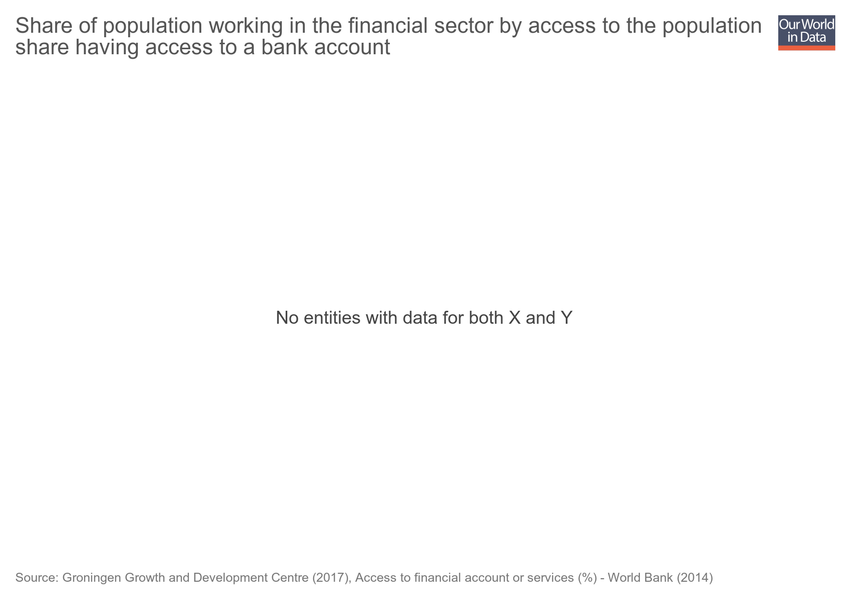 Share of population working in the financial sector by access to the population
share having access to a bank account
Our World
in Data
No entities with data for both X and Y
Source: Groningen Growth and Development Centre (2017), Access to financial account or services (%) - World Bank (2014)